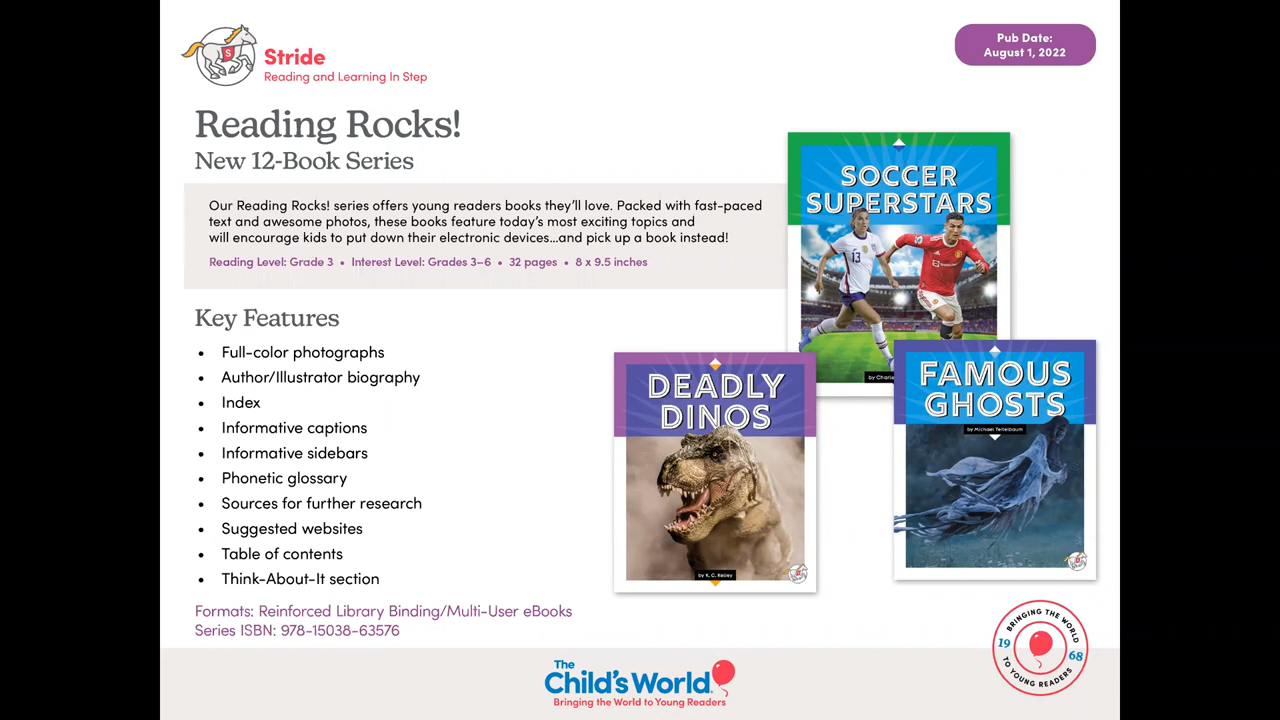 Stride
Reading and Learning In Step
Pub Date:
August 1, 2022
Reading Rocks!
New 12-Book Series
Our Reading Rocks! series offers young readers books they'll love. Packed with fast-paced
text and awesome photos, these books feature today's most exciting topics and
will encourage kids to put down their electronic devices...and pick up a book instead!
Reading Level: Grade 3 • Interest Level: Grades 3–6 • 32 pages • 8 x 9.5 inches
Key Features
• Full-color photographs
• Author/Illustrator biography
• Index
• Informative captions
• Informative sidebars
• Phonetic glossary
• Sources for further research
• Suggested websites
• Table of contents
• Think-About-It section
Formats: Reinforced Library Binding/Multi-User eBooks
Series ISBN: 978-15038-63576
SOCCER
SUPERSTARS
13
DEADLY
DINOS
by K. C. Kelley
FAMOUS
GHOSTS
by Michael Teitelbaum
BRINGING THE WORLD
19 68
TO YOUNG READERS
The
Child's World
Bringing the World to Young Readers